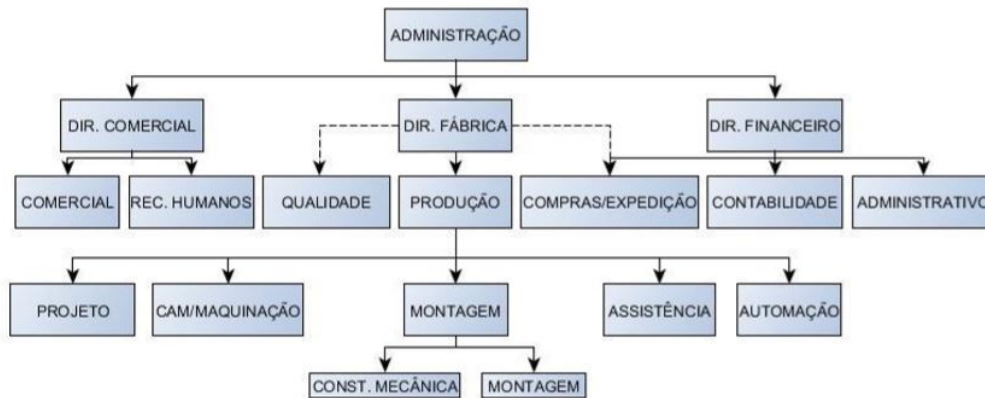 ADMINISTRAÇÃO
DIR. COMERCIAL
DIR. FÁBRICA
DIR. FINANCEIRO
COMERCIAL
REC. HUMANOS
QUALIDADE
PRODUÇÃO
COMPRAS/EXPEDIÇÃO
CONTABILIDADE
ADMINISTRATIVO
PROJETO
CAM/MAQUINAÇÃO
MONTAGEM
ASSISTÊNCIA
AUTOMAÇÃO
CONST. MECÂNICA
MONTAGEM